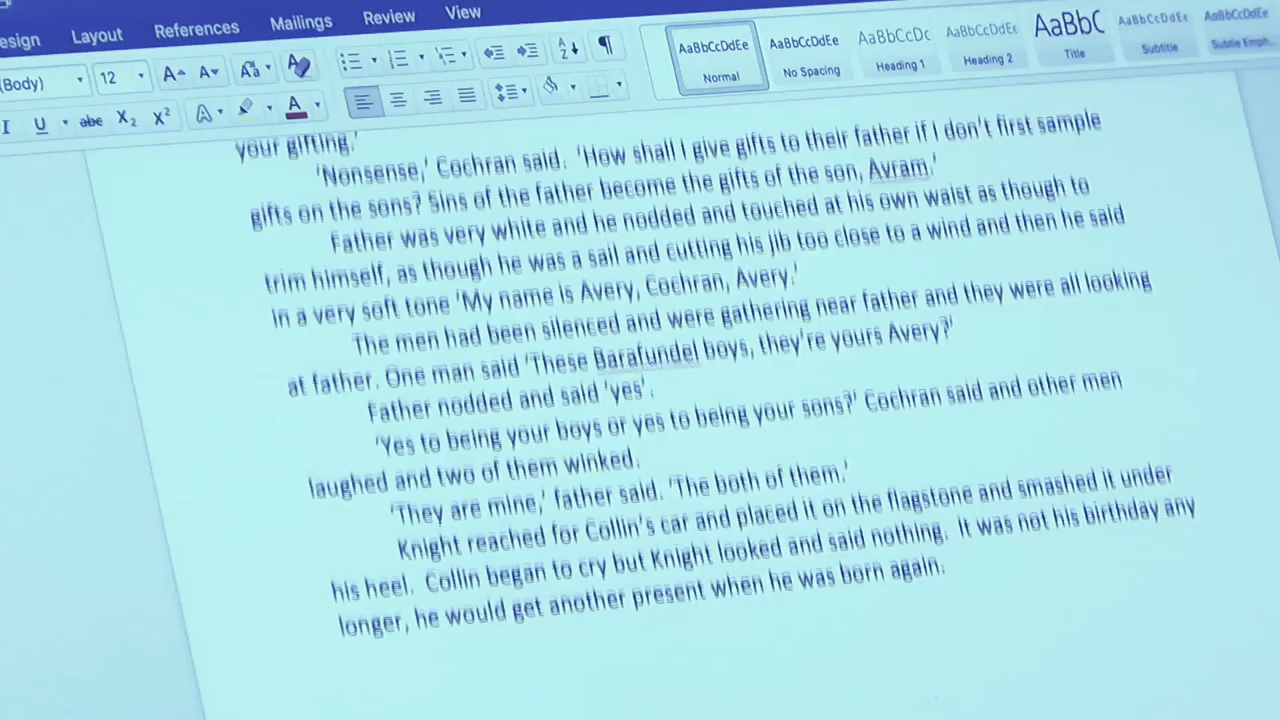 esign Layout References Mailings Review View
(Body) 12 Aa AaBbCcDdEe AaBbCcDdEe AaBbCcDc AaBbCcDdEe AaBbC AaBbCcDdEe AaBbCcDdEe
Normal No Spacing Heading 1 Heading 2 Title Subtitle Subtle Emph...
I U abc X₂ X² A A
your gifting.'
'Nonsense,' Cochran said. 'How shall I give gifts to their father if I don't first sample
gifts on the sons? Sins of the father become the gifts of the son, Avram.'
Father was very white and he nodded and touched at his own waist as though to
trim himself, as though he was a sail and cutting his jib too close to a wind and then he said
in a very soft tone 'My name is Avery, Cochran, Avery.'
The men had been silenced and were gathering near father and they were all looking
at father. One man said 'These Barafundel boys, they're yours Avery?'
Father nodded and said 'yes'.
'Yes to being your boys or yes to being your sons?' Cochran said and other men
laughed and two of them winked.
'They are mine,' father said. 'The both of them.'
Knight reached for Collin's car and placed it on the flagstone and smashed it under
his heel. Collin began to cry but Knight looked and said nothing. It was not his birthday any
longer, he would get another present when he was born again.